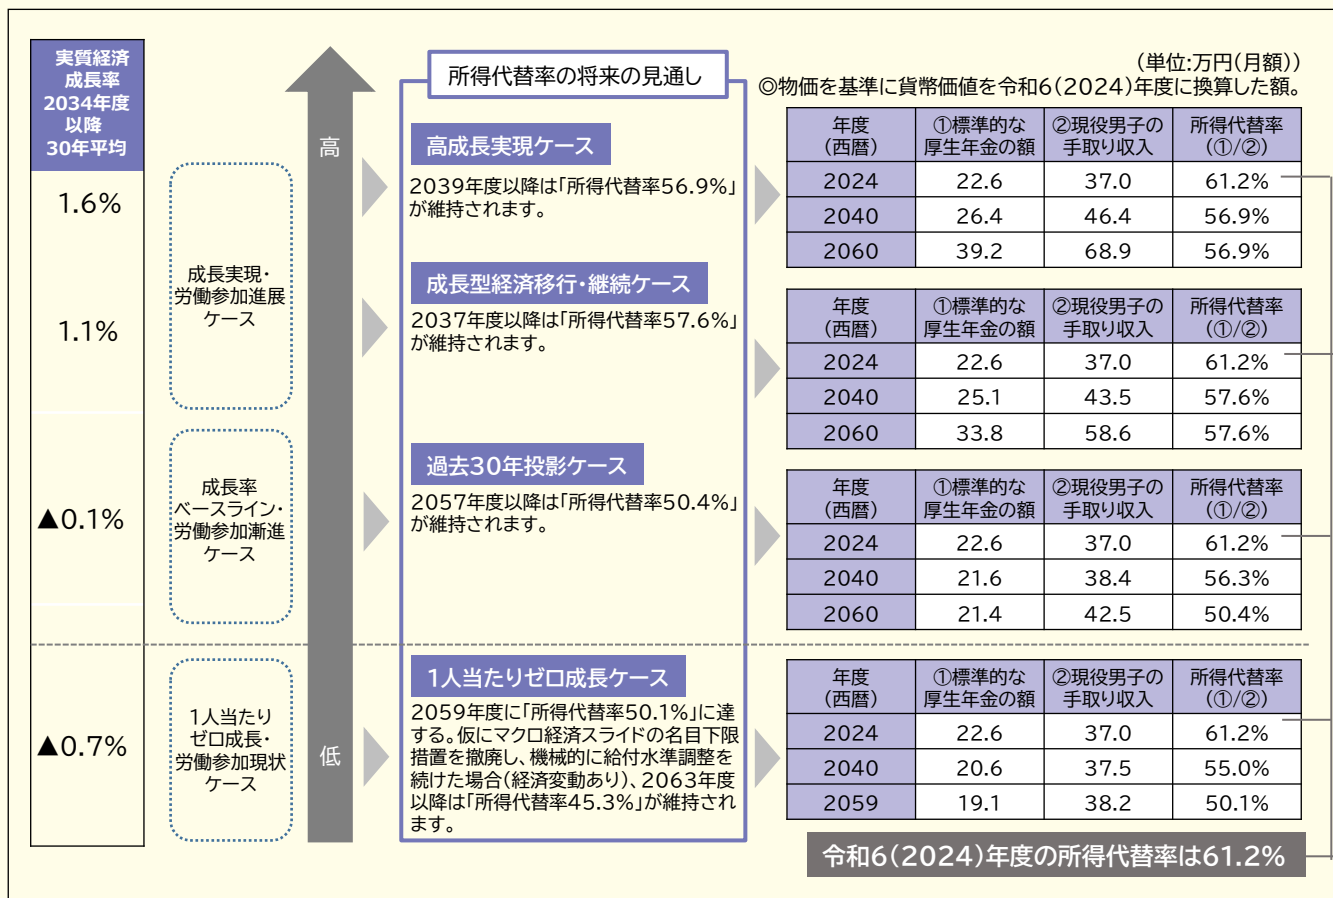 実質経済
成長率
2034年度
以降
30年平均
1.6%
1.1%
▲0.1%
▲0.7%
成長実現・
労働参加進展
ケース
成長率
ベースライン・
労働参加漸進
ケース
1人当たり
ゼロ成長・
労働参加現状
ケース
高
低
所得代替率の将来の見通し
高成長実現ケース
2039年度以降は「所得代替率56.9%」
が維持されます。
成長型経済移行・継続ケース
2037年度以降は「所得代替率57.6%」
が維持されます。
過去30年投影ケース
2057年度以降は「所得代替率50.4%」
が維持されます。
1人当たりゼロ成長ケース
2059年度に「所得代替率50.1%」に達
する。仮にマクロ経済スライドの名目下限
措置を撤廃し、機械的に給付水準調整を
続けた場合(経済変動あり)、2063年度
以降は「所得代替率45.3%」が維持され
ます。
(単位:万円(月額))
◎物価を基準に貨幣価値を令和6(2024)年度に換算した額。
年度 ①標準的な ②現役男子の 所得代替率
(西暦) 厚生年金の額 手取り収入 (①/②)
2024 22.6 37.0 61.2%
2040 26.4 46.4 56.9%
2060 39.2 68.9 56.9%
年度 ①標準的な ②現役男子の 所得代替率
(西暦) 厚生年金の額 手取り収入 (①/②)
2024 22.6 37.0 61.2%
2040 25.1 43.5 57.6%
2060 33.8 58.6 57.6%
年度 ①標準的な ②現役男子の 所得代替率
(西暦) 厚生年金の額 手取り収入 (①/②)
2024 22.6 37.0 61.2%
2040 21.6 38.4 56.3%
2060 21.4 42.5 50.4%
年度 ①標準的な ②現役男子の 所得代替率
(西暦) 厚生年金の額 手取り収入 (①/②)
2024 22.6 37.0 61.2%
2040 20.6 37.5 55.0%
2059 19.1 38.2 50.1%
令和6(2024)年度の所得代替率は61.2%